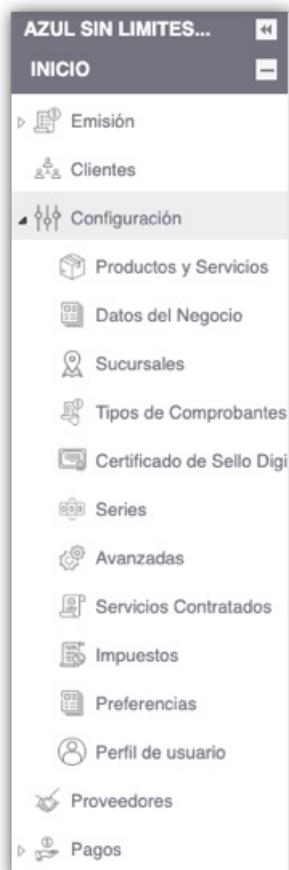 AZUL SIN LIMITES...
INICIO
Emisión
Clientes
Configuración
Productos y Servicios
Datos del Negocio
Sucursales
Tipos de Comprobantes
Certificado de Sello Digi
Series
Avanzadas
Servicios Contratados
Impuestos
Preferencias
Perfil de usuario
Proveedores
Pagos